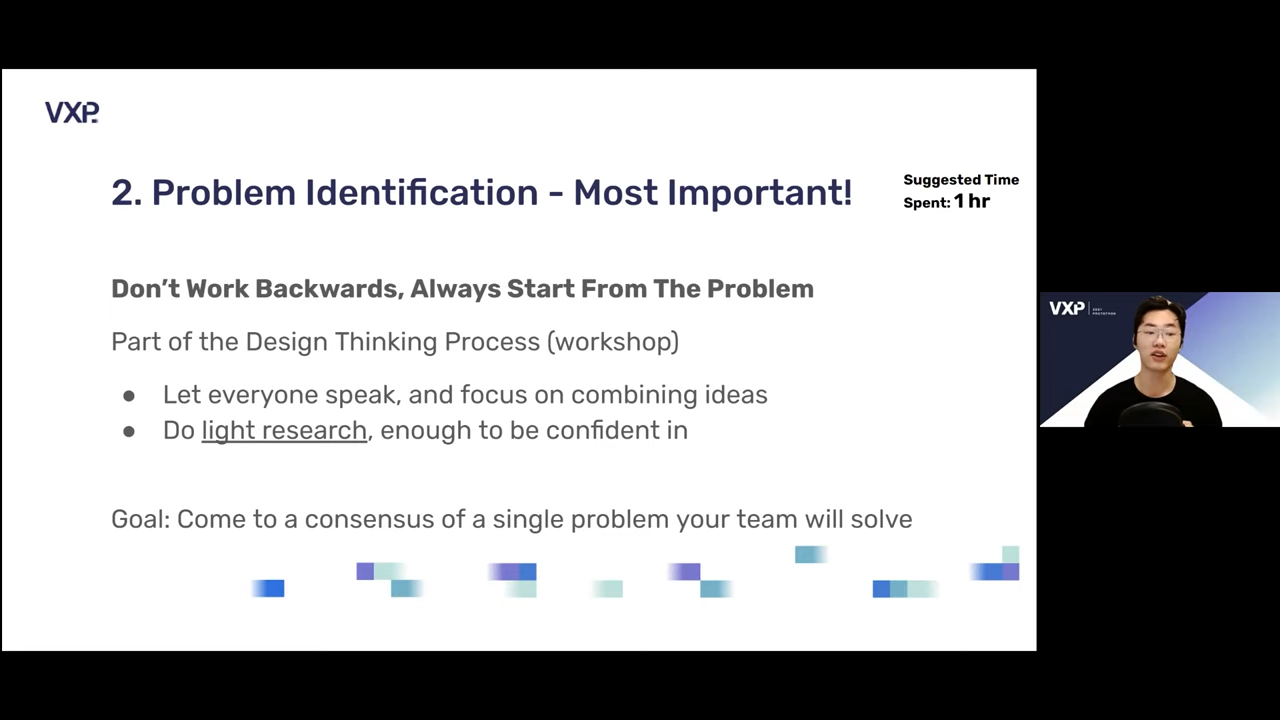 VXP
2. Problem Identification - Most Important!
Suggested Time
Spent: 1 hr
Don't Work Backwards, Always Start From The Problem
Part of the Design Thinking Process (workshop)
● Let everyone speak, and focus on combining ideas
● Do light research, enough to be confident in
Goal: Come to a consensus of a single problem your team will solve
VXP